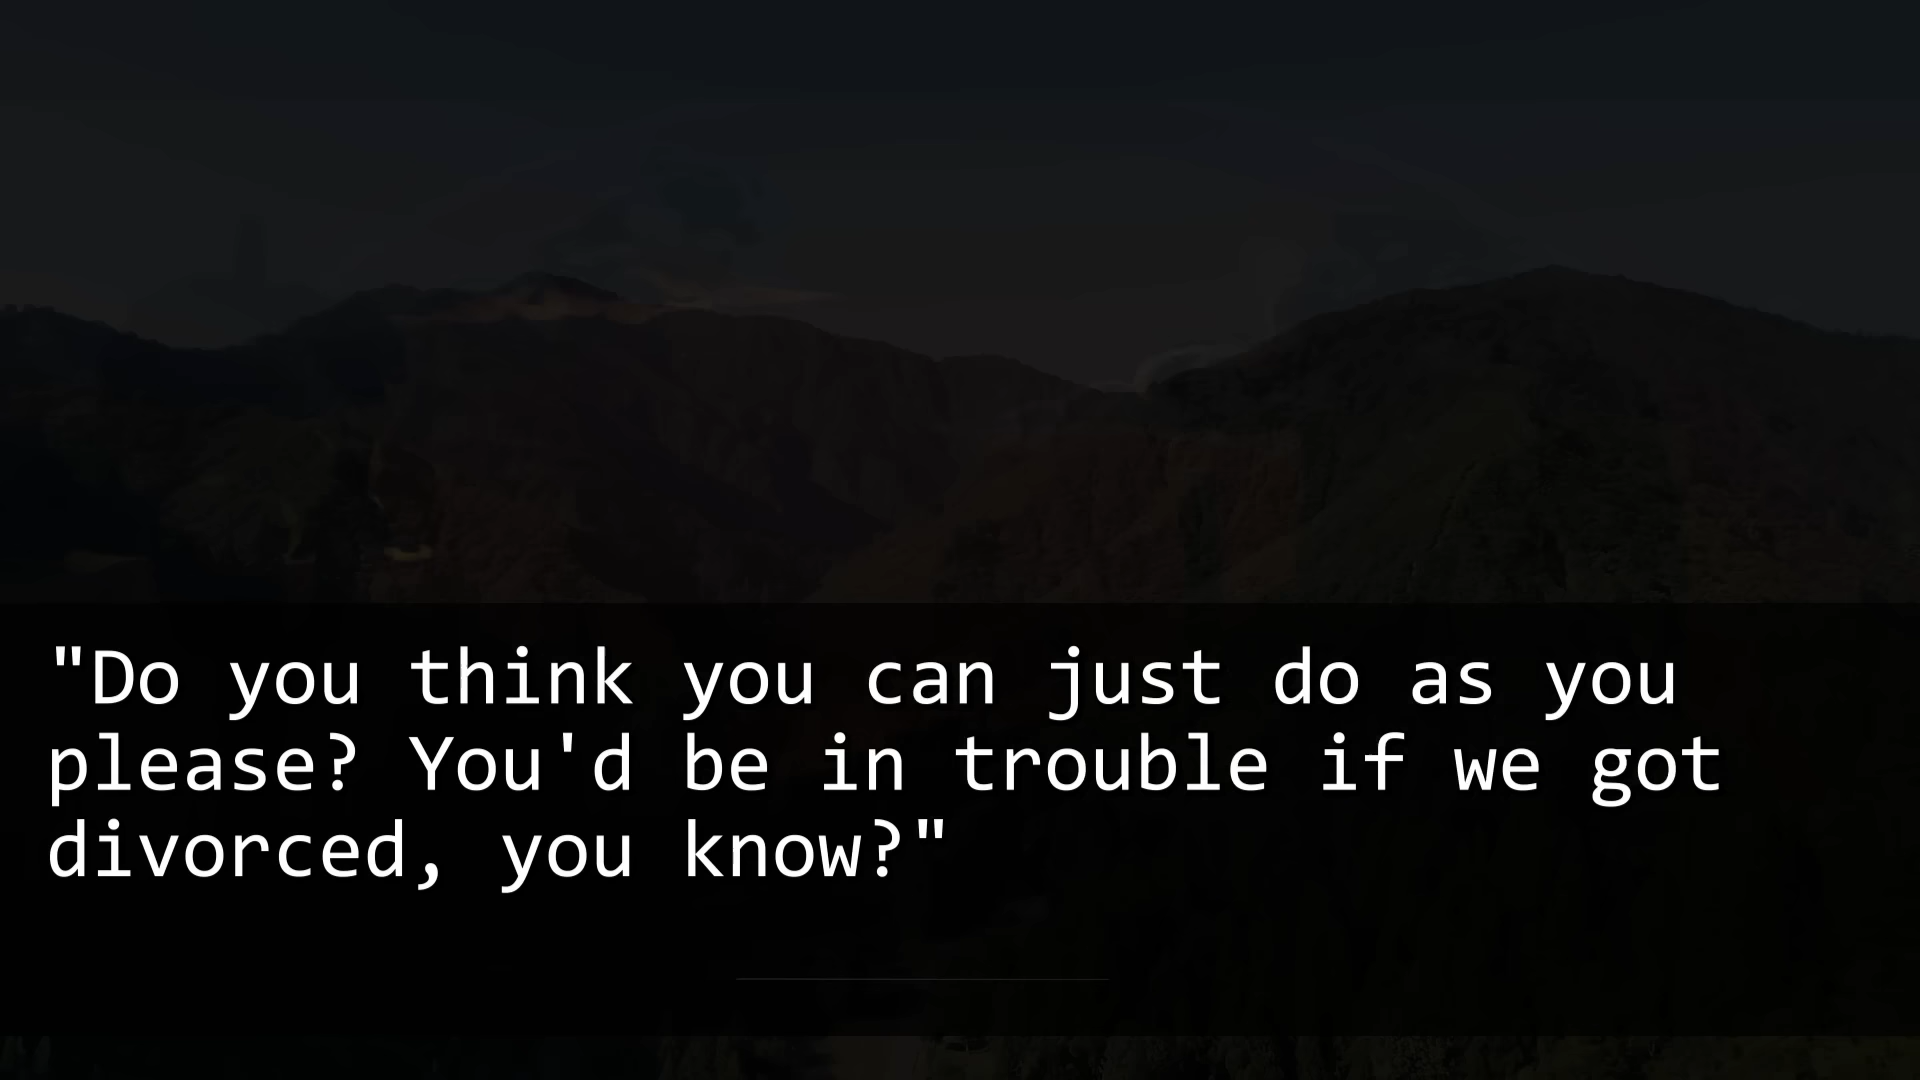 "Do you think you can just do as you
please? You'd be in trouble if we got
divorced, you know?"